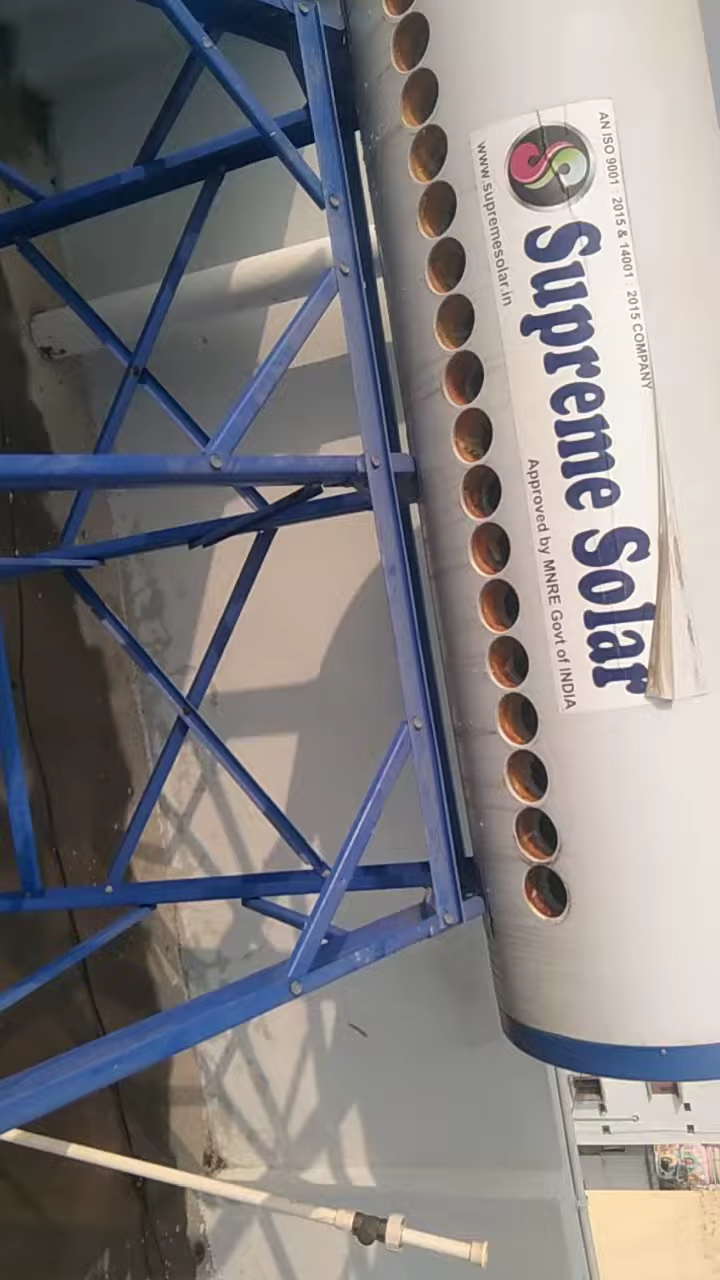 AN ISO 9001 : 2015 & 14001 : 2015 COMPANY
Supreme Solar
www.supremesolar.in
Approved by MNRE Govt of INDIA